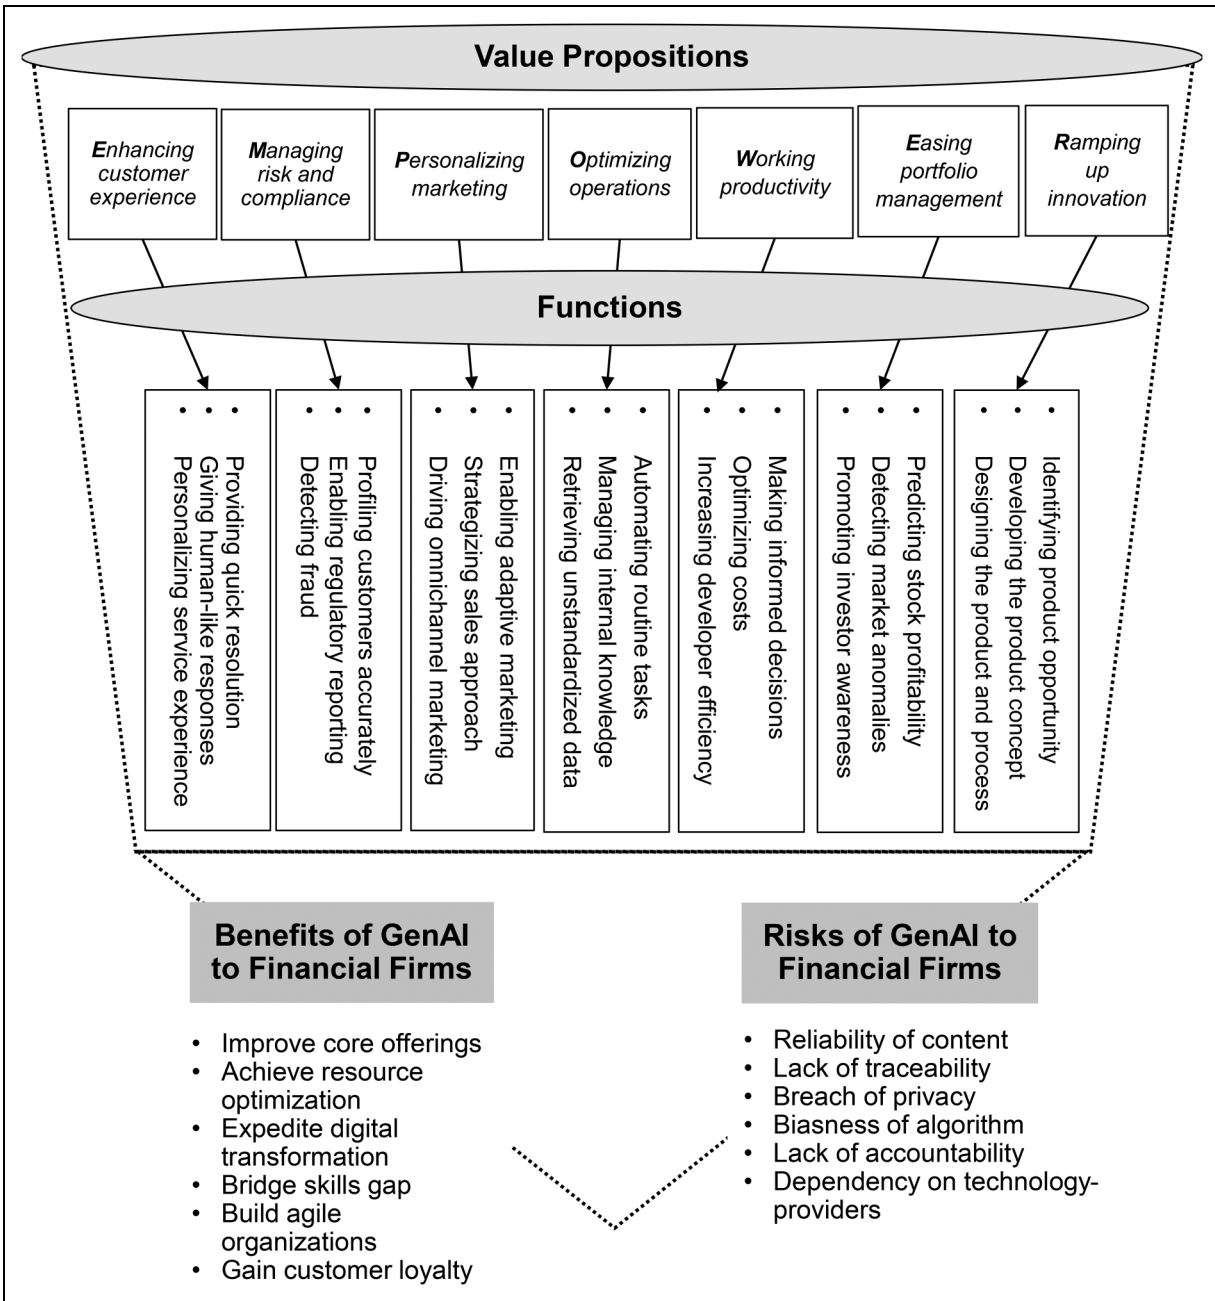 Value Propositions
Enhancing
customer
experience
Managing
risk and
compliance
Personalizing
marketing
Optimizing
operations
Working
productivity
Easing
portfolio
management
Ramping
up
innovation
Functions
• Providing quick resolution
• Giving human-like responses
• Personalizing service experience
• Profiling customers accurately
• Enabling regulatory reporting
• Detecting fraud
• Enabling adaptive marketing
• Strategizing sales approach
• Driving omnichannel marketing
• Automating routine tasks
• Managing internal knowledge
• Retrieving unstandardized data
• Making informed decisions
• Optimizing costs
• Increasing developer efficiency
• Predicting stock profitability
• Detecting market anomalies
• Promoting investor awareness
• Identifying product opportunity
• Developing the product concept
• Designing the product and process
Benefits of GenAI
to Financial Firms
• Improve core offerings
• Achieve resource
optimization
• Expedite digital
transformation
• Bridge skills gap
• Build agile
organizations
• Gain customer loyalty
Risks of GenAI to
Financial Firms
• Reliability of content
• Lack of traceability
• Breach of privacy
• Biasness of algorithm
• Lack of accountability
• Dependency on technology-
providers